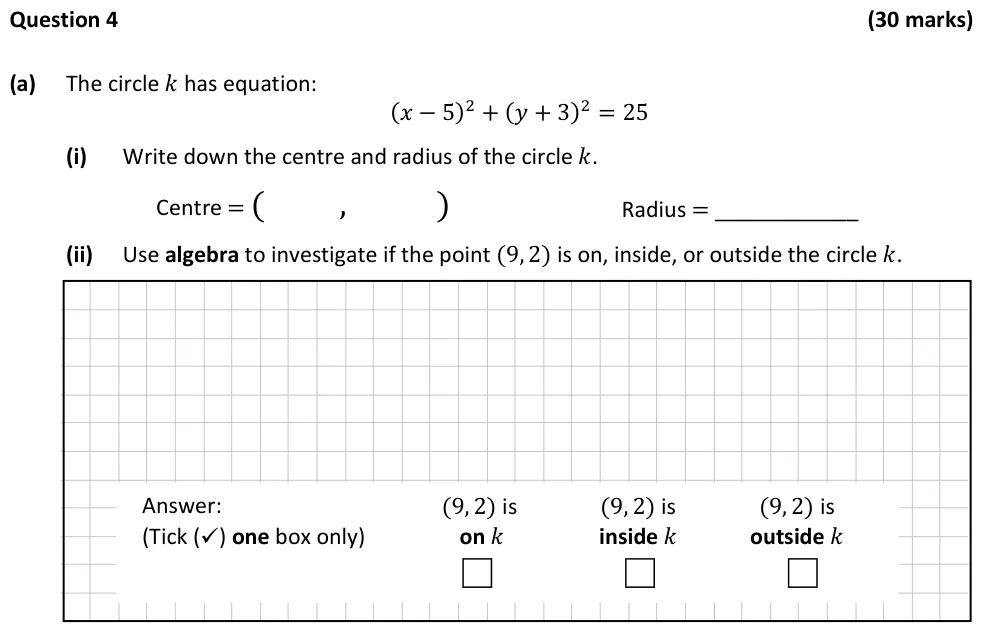 Question 4 (30 marks)
(a) The circle k has equation:
(x − 5)² + (y + 3)² = 25
(i) Write down the centre and radius of the circle k.
Centre = ( , ) Radius = ____________
(ii) Use algebra to investigate if the point (9, 2) is on, inside, or outside the circle k.
Answer: (9, 2) is (9, 2) is (9, 2) is
(Tick (✓) one box only) on k inside k outside k